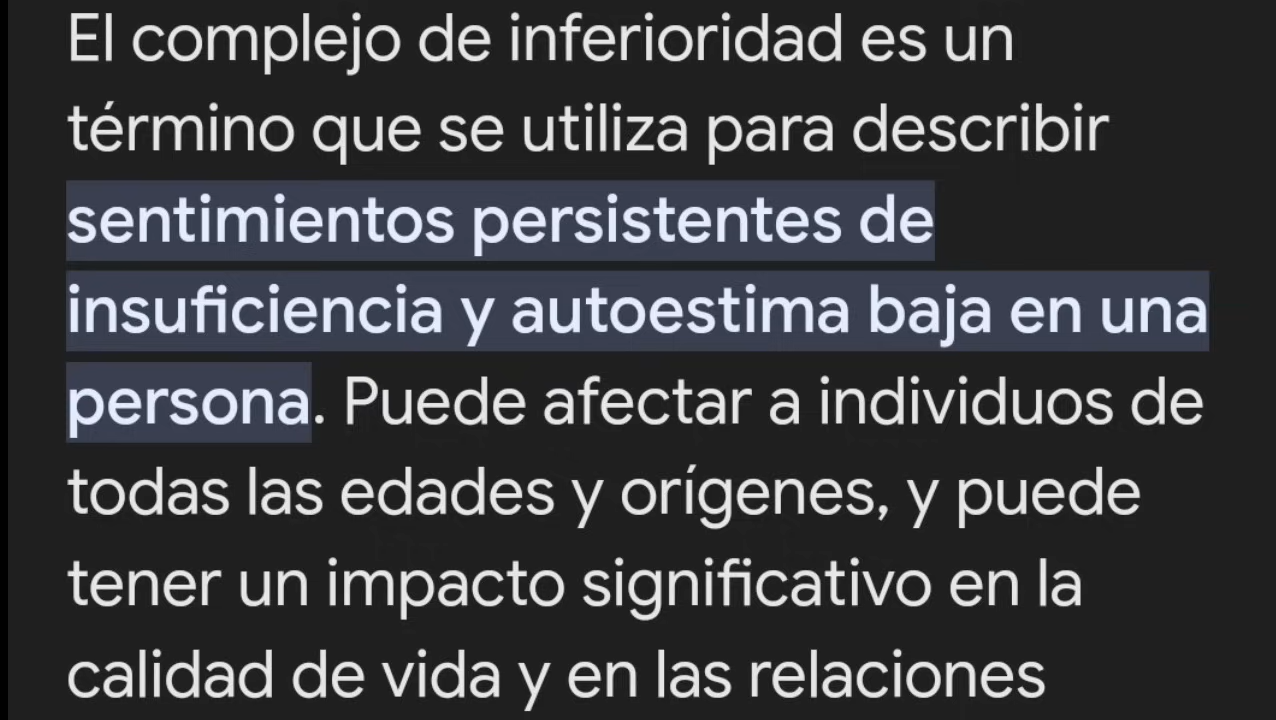 El complejo de inferioridad es un
término que se utiliza para describir
sentimientos persistentes de
insuficiencia y autoestima baja en una
persona. Puede afectar a individuos de
todas las edades y orígenes, y puede
tener un impacto significativo en la
calidad de vida y en las relaciones